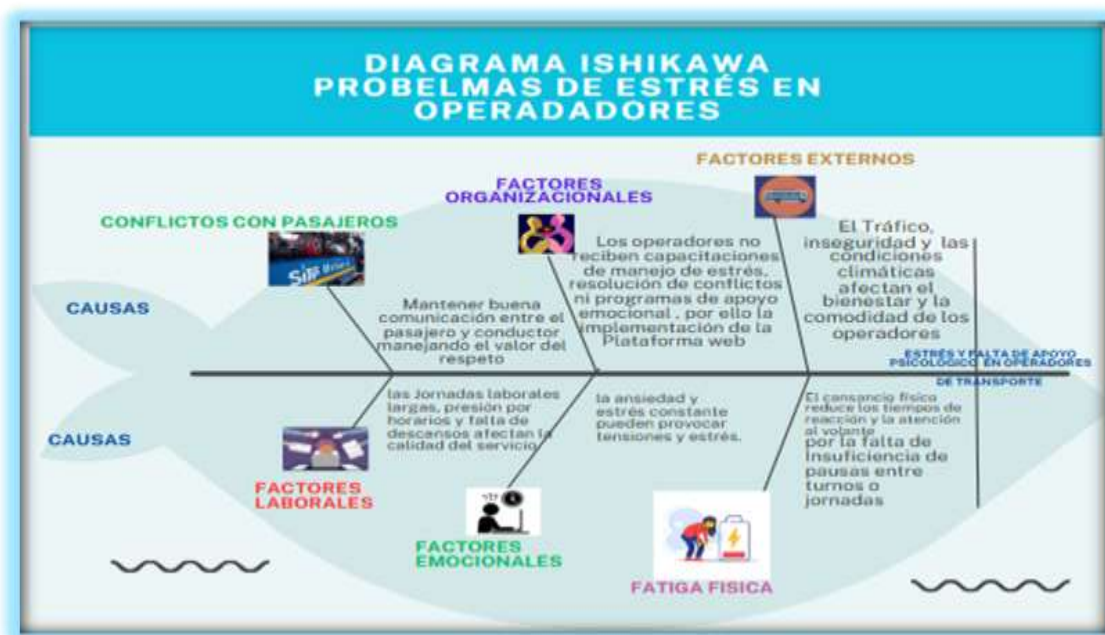 DIAGRAMA ISHIKAWA
PROBELMAS DE ESTRÉS EN
OPERADADORES
FACTORES EXTERNOS
FACTORES
ORGANIZACIONALES
CONFLICTOS CON PASAJEROS
SITP
CAUSAS
Mantener buena
comunicación entre el
pasajero y conductor
manejando el valor del
respeto
Los operadores no
reciben capacitaciones
de manejo de estrés,
resolución de conflictos
ni programas de apoyo
emocional , por ello la
implementación de la
Plataforma web
El Tráfico,
inseguridad y las
condiciones
climáticas
afectan el
bienestar y la
comodidad de los
operadores
ESTRÉS Y FALTA DE APOYO
PSICOLÓGICO EN OPERADORES
DE TRANSPORTE
CAUSAS
las Jornadas laborales
largas, presión por
horarios y falta de
descansos afectan la
calidad del servicio
FACTORES
LABORALES
la ansiedad y
estrés constante
pueden provocar
tensiones y estrés.
FACTORES
EMOCIONALES
El cansancio físico
reduce los tiempos de
reacción y la atención
al volante
por la falta de
Insuficiencia de
pausas entre
turnos o
jornadas
FATIGA FISICA